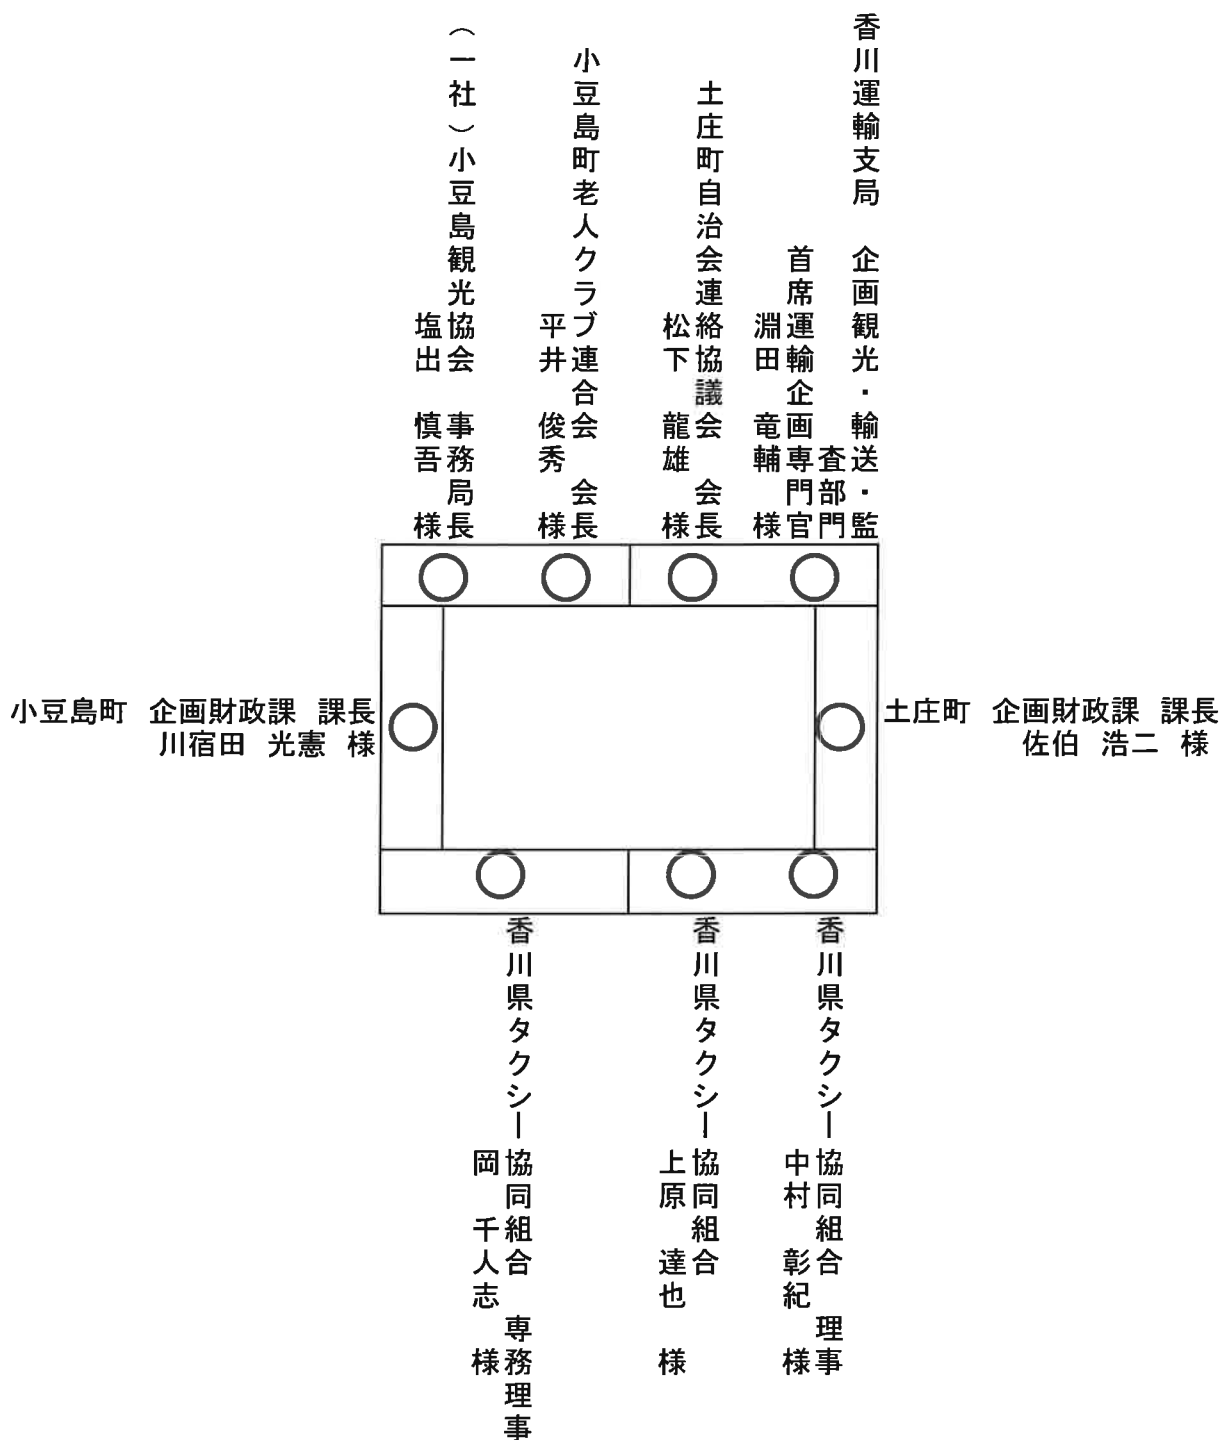 香川運輸支局　企画観光・輸送・監
査部門
首席運輸企画専門官
淵田　竜輔　様
土庄町自治会連絡協議会　会長
松下　龍雄　様
小豆島町老人クラブ連合会　会長
平井　俊秀　様
（一社）小豆島観光協会　事務局長
塩出　慎吾　様
小豆島町　企画財政課　課長
川宿田　光憲　様
土庄町　企画財政課　課長
佐伯　浩二　様
香川県タクシー協同組合　理事
中村　彰紀　様
香川県タクシー協同組合
上原　達也　様
香川県タクシー協同組合　専務理事
岡　千人志　様